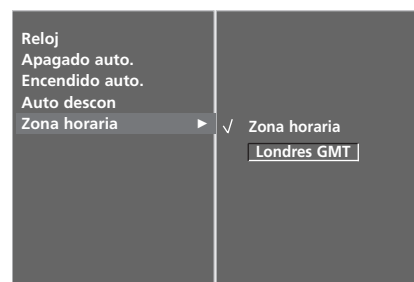 Reloj
Apagado auto.
Encendido auto.
Auto descon
Zona horaria ►
√ Zona horaria
Londres GMT